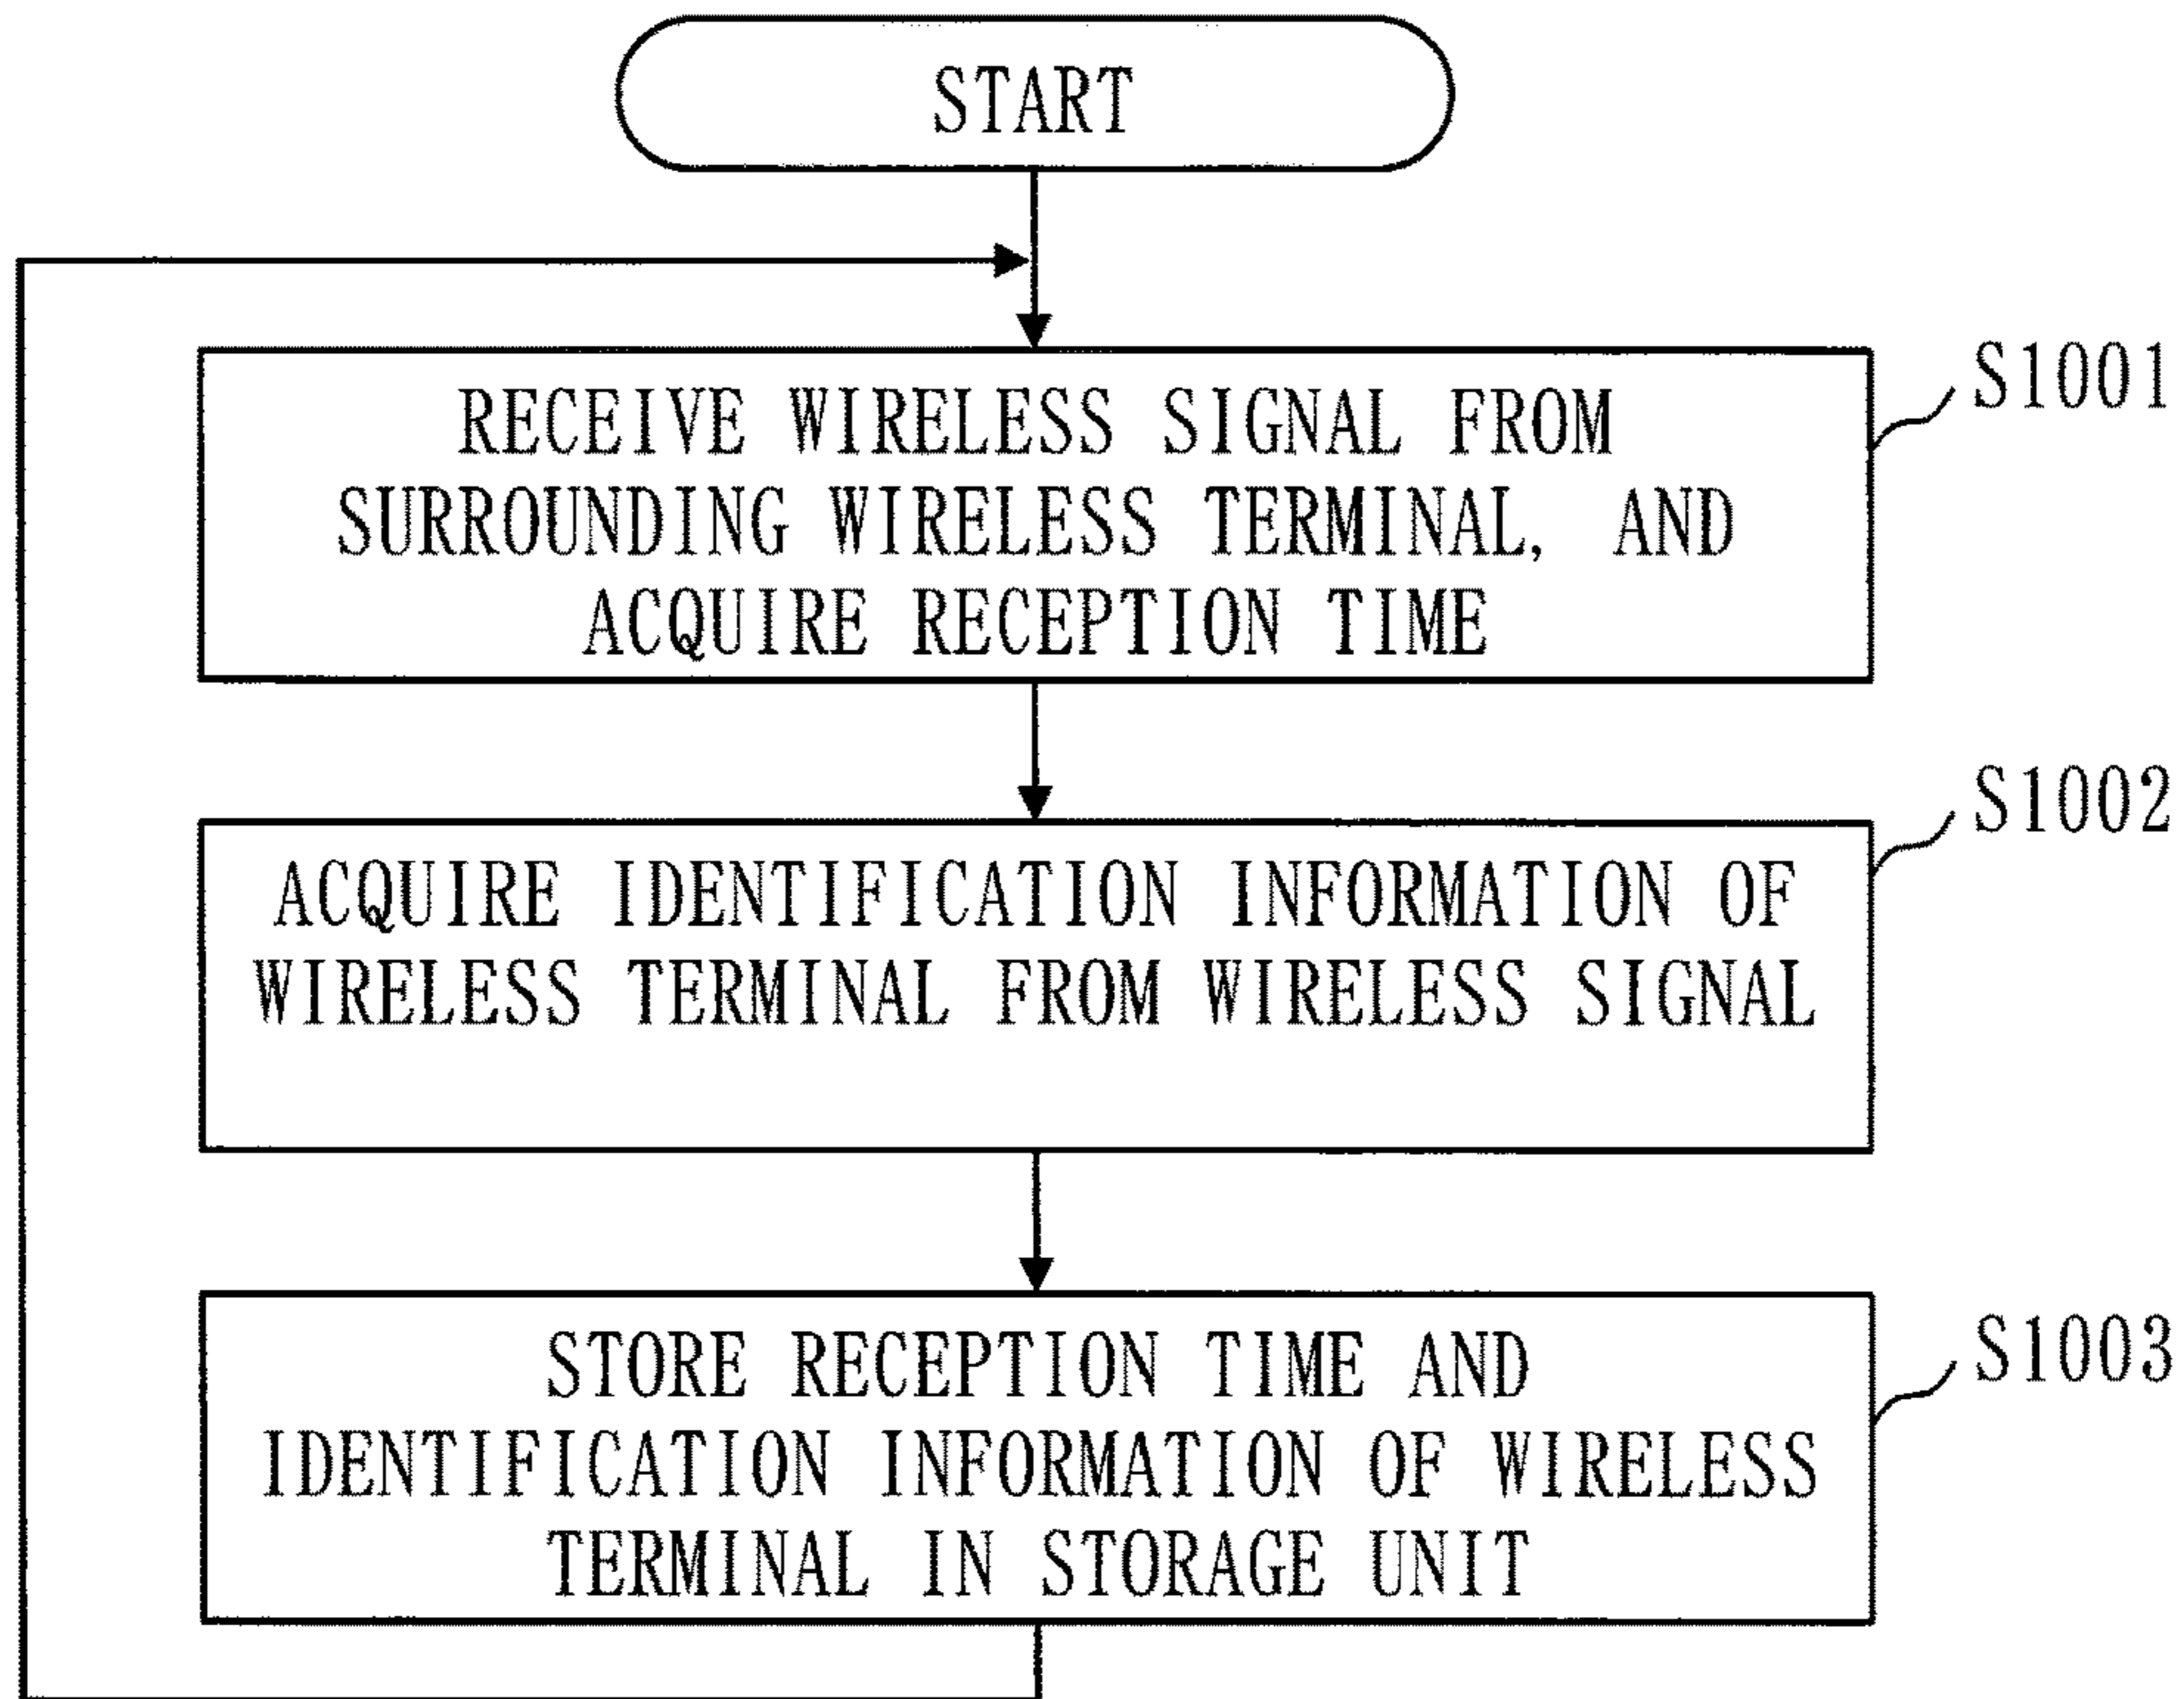 START
S1001
RECEIVE WIRELESS SIGNAL FROM
SURROUNDING WIRELESS TERMINAL, AND
ACQUIRE RECEPTION TIME
S1002
ACQUIRE IDENTIFICATION INFORMATION OF
WIRELESS TERMINAL FROM WIRELESS SIGNAL
S1003
STORE RECEPTION TIME AND
IDENTIFICATION INFORMATION OF WIRELESS
TERMINAL IN STORAGE UNIT